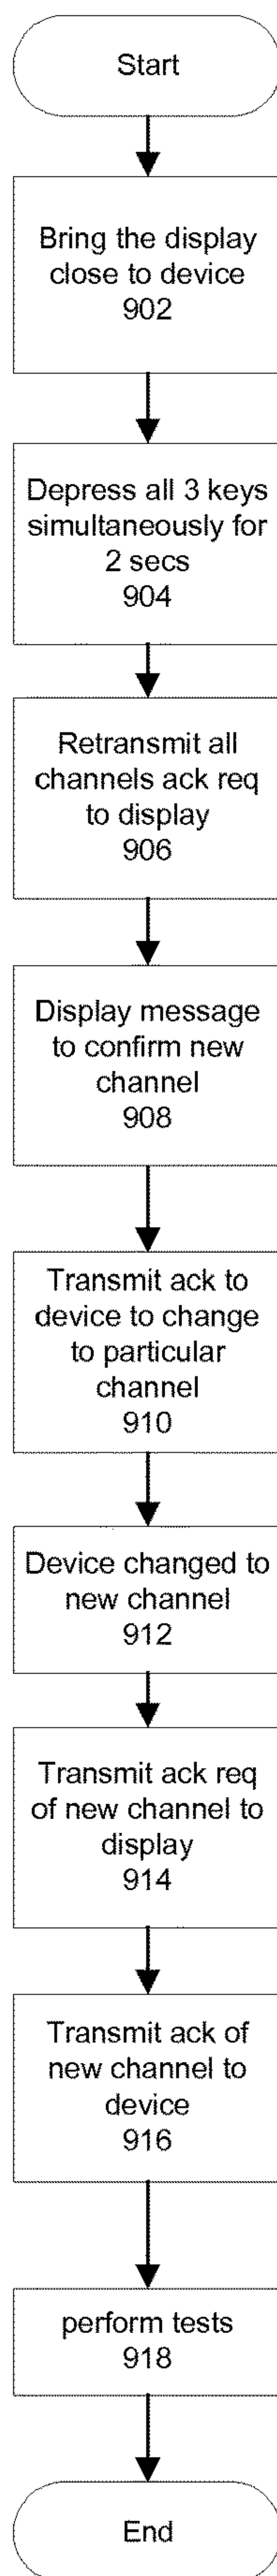 Start
Bring the display
close to device
902
Depress all 3 keys
simultaneously for
2 secs
904
Retransmit all
channels ack req
to display
906
Display message
to confirm new
channel
908
Transmit ack to
device to change
to particular
channel
910
Device changed to
new channel
912
Transmit ack req
of new channel to
display
914
Transmit ack of
new channel to
device
916
perform tests
918
End